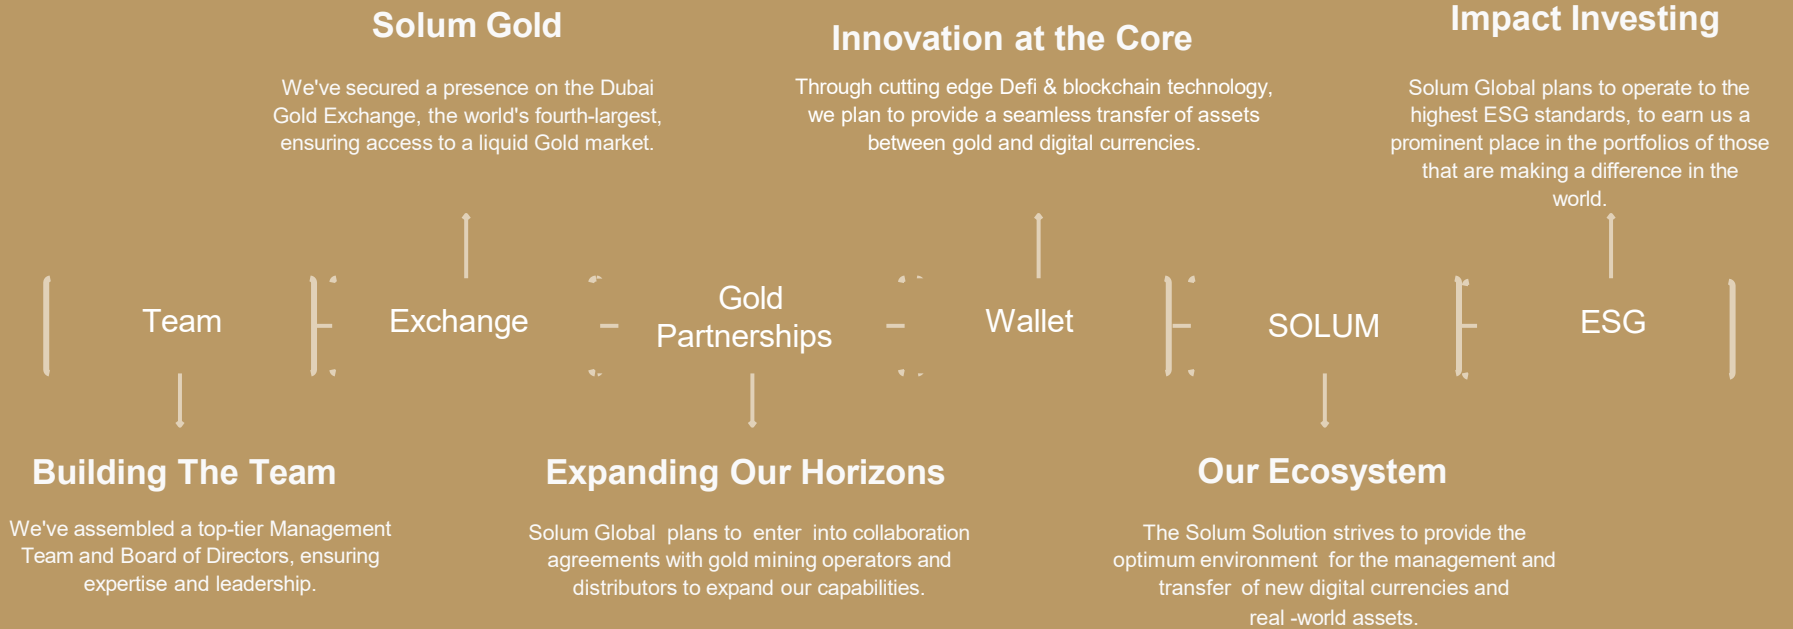 Solum Gold
We've secured a presence on the Dubai
Gold Exchange, the world's fourth-largest,
ensuring access to a liquid Gold market.
Innovation at the Core
Through cutting edge Defi & blockchain technology,
we plan to provide a seamless transfer of assets
between gold and digital currencies.
Impact Investing
Solum Global plans to operate to the
highest ESG standards, to earn us a
prominent place in the portfolios of those
that are making a difference in the
world.
Team
Exchange
Gold
Partnerships
Wallet
SOLUM
ESG
Building The Team
We've assembled a top-tier Management
Team and Board of Directors, ensuring
expertise and leadership.
Expanding Our Horizons
Solum Global plans to enter into collaboration
agreements with gold mining operators and
distributors to expand our capabilities.
Our Ecosystem
The Solum Solution strives to provide the
optimum environment for the management and
transfer of new digital currencies and
real -world assets.